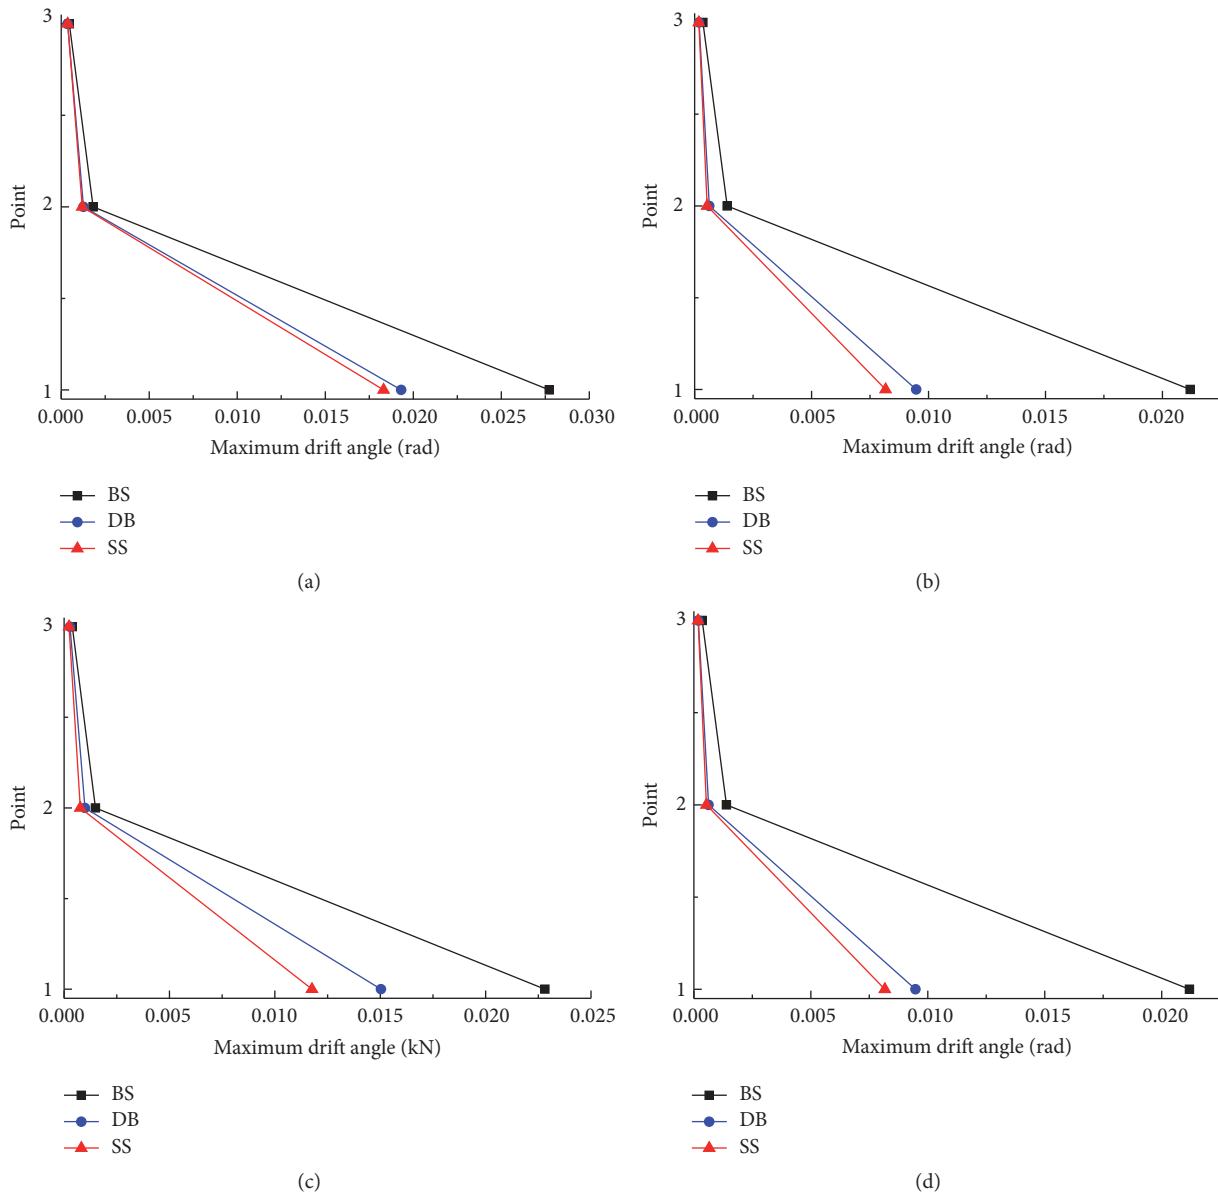 3
2
1
Point
0.000 0.005 0.010 0.015 0.020 0.025 0.030
Maximum drift angle (rad)
BS
DB
SS
(a)
3
2
1
Point
0.000 0.005 0.010 0.015 0.020
Maximum drift angle (rad)
BS
DB
SS
(b)
3
2
1
Point
0.000 0.005 0.010 0.015 0.020 0.025
Maximum drift angle (kN)
BS
DB
SS
(c)
3
2
1
Point
0.000 0.005 0.010 0.015 0.020
Maximum drift angle (rad)
BS
DB
SS
(d)